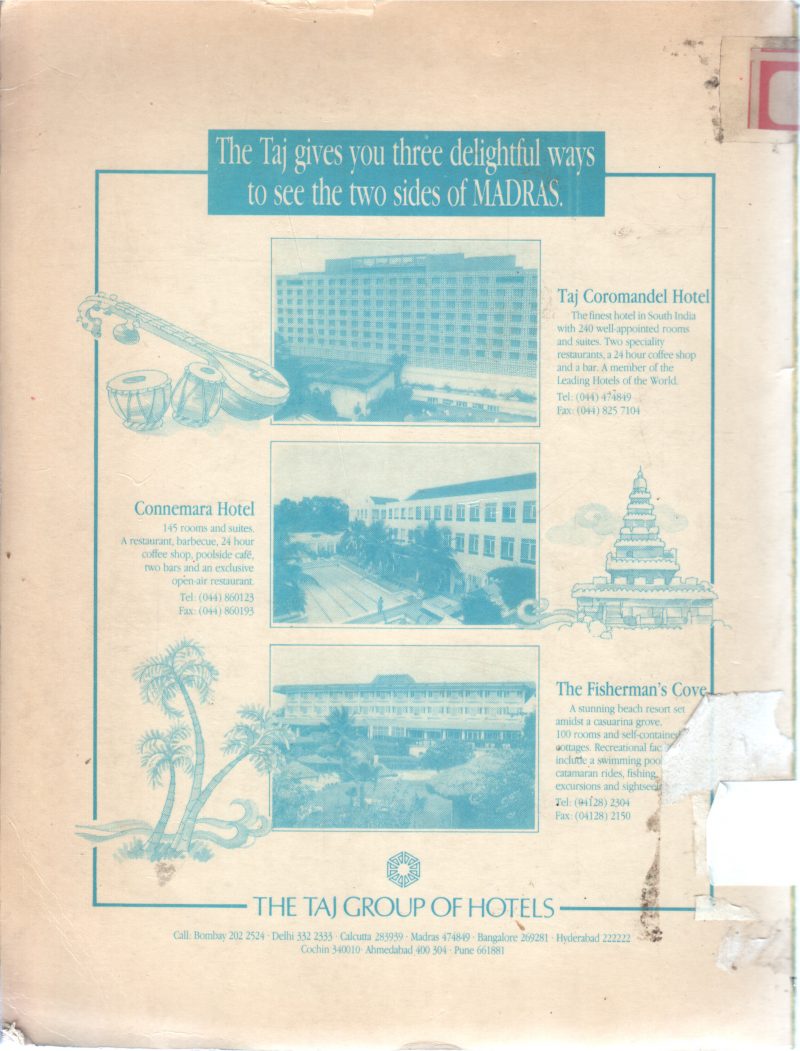 The Taj gives you three delightful ways
to see the two sides of MADRAS.
Taj Coromandel Hotel
The finest hotel in South India
with 240 well-appointed rooms
and suites. Two speciality
restaurants, a 24 hour coffee shop
and a bar. A member of the
Leading Hotels of the World.
Tel: (044) 474849
Fax: (044) 825 7104
Connemara Hotel
145 rooms and suites.
A restaurant, barbecue, 24 hour
coffee shop, poolside café,
two bars and an exclusive
open-air restaurant.
Tel: (044) 860123
Fax: (044) 860193
The Fisherman's Cove
A stunning beach resort set
amidst a casuarina grove.
100 rooms and self-contained
cottages. Recreational
include a swimming pool
catamaran rides, fishing,
excursions and
Tel: (04128) 2304
Fax: (04128) 2150
THE TAJ GROUP OF HOTELS
Call: Bombay 202 2524 · Delhi 332 2333 · Calcutta 283939 · Madras 474849 · Bangalore 269281 · Hyderabad 222222
Cochin 340010 · Ahmedabad 400 304 · Pune 661881